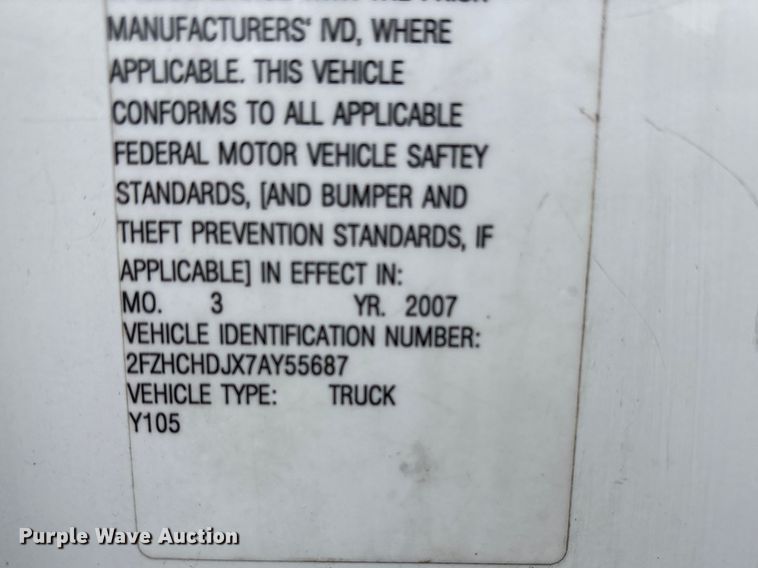 MANUFACTURERS' IVD, WHERE
APPLICABLE. THIS VEHICLE
CONFORMS TO ALL APPLICABLE
FEDERAL MOTOR VEHICLE SAFTEY
STANDARDS, [AND BUMPER AND
THEFT PREVENTION STANDARDS, IF
APPLICABLE] IN EFFECT IN:
MO. 3 YR. 2007
VEHICLE IDENTIFICATION NUMBER:
2FZHCHDJX7AY55687
VEHICLE TYPE: TRUCK
Y105
Purple Wave Auction